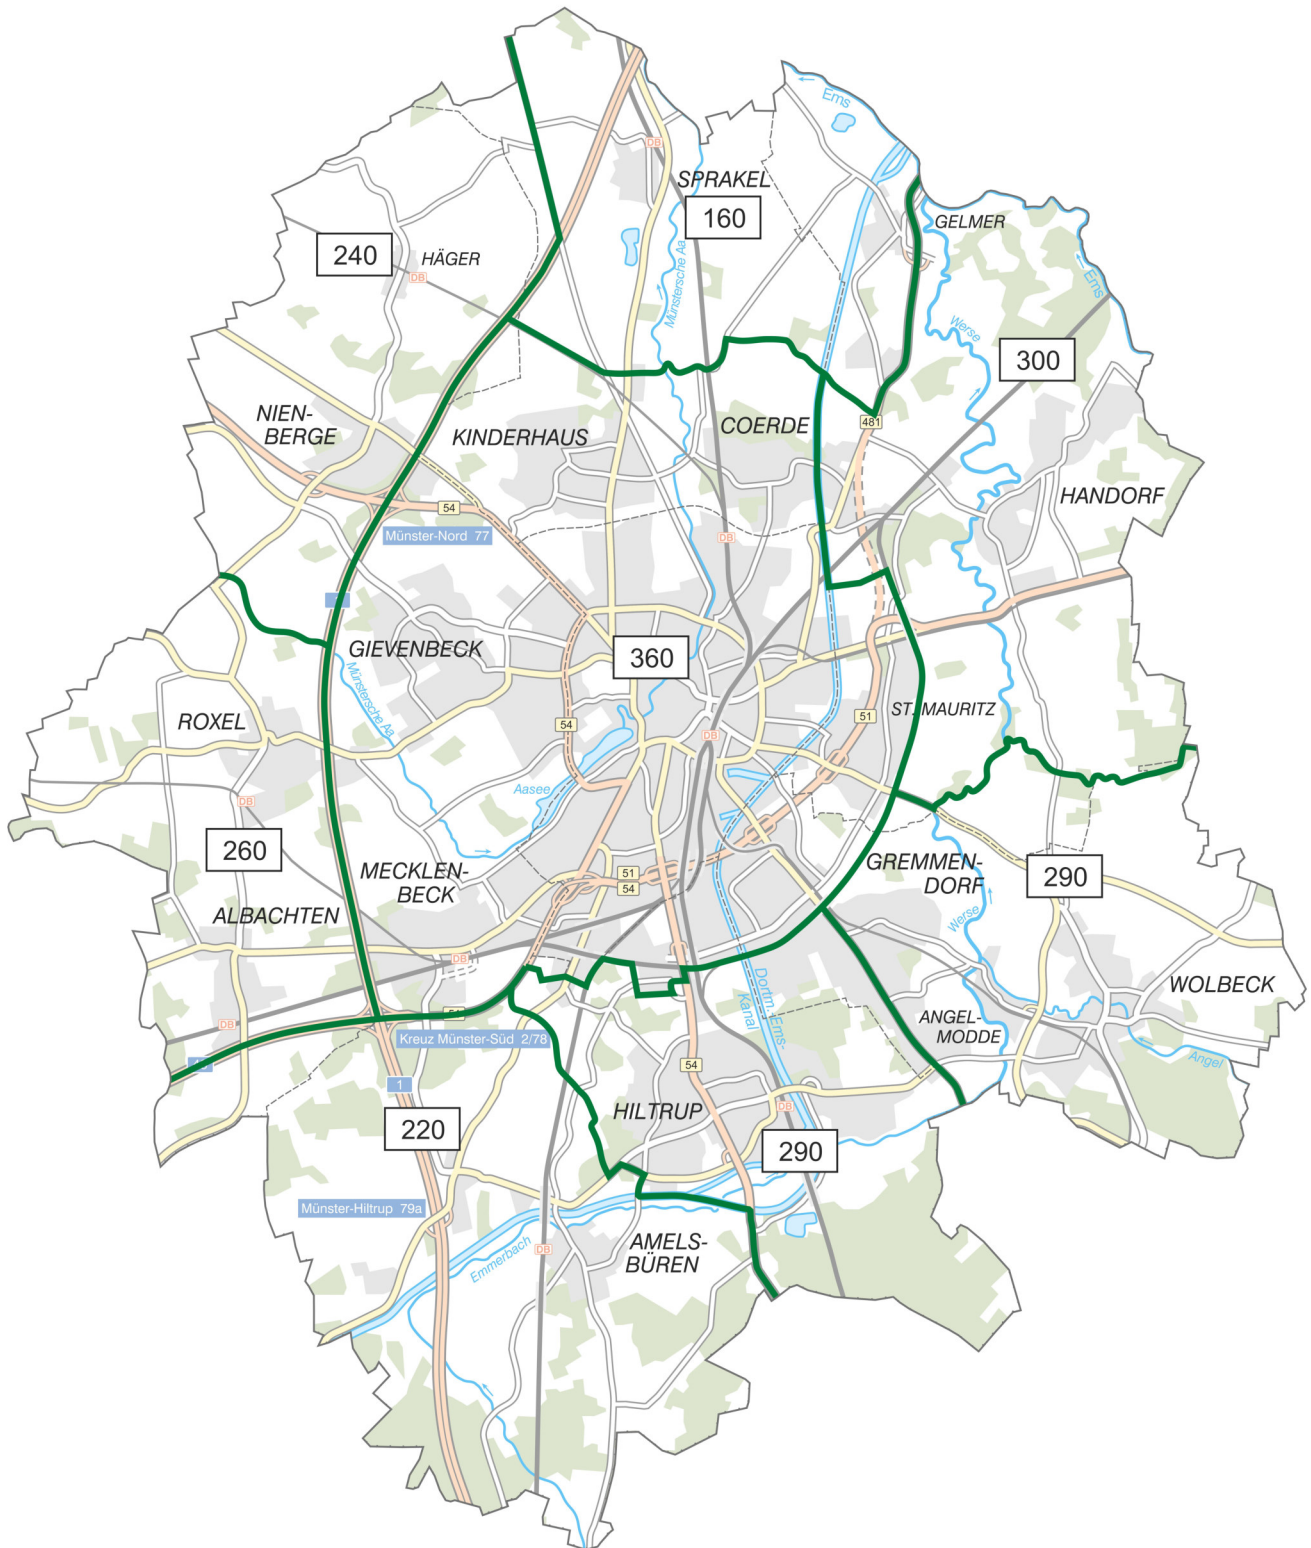 Ems
DB
SPRAKEL
160
GELMER
240
HÄGER
DB
Münstersche Aa
Ems
Werse
300
NIEN-
BERGE
KINDERHAUS
COERDE
481
HANDORF
54
Münster-Nord 77
DB
GIEVENBECK
360
Münstersche Aa
ROXEL
ST. MAURITZ
54
51
DB
Aasee
DB
260
MECKLEN-
BECK
51
54
GREMMEN-
DORF
290
ALBACHTEN
Werse
DB
WOLBECK
Dortm.-Ems-
Kanal
DB
ANGEL-
MODDE
Kreuz Münster-Süd 2/78
Angel
54
1
HILTRUP
DB
220
290
Münster-Hiltrup 79a
Emmerbach
DB
AMELS-
BÜREN